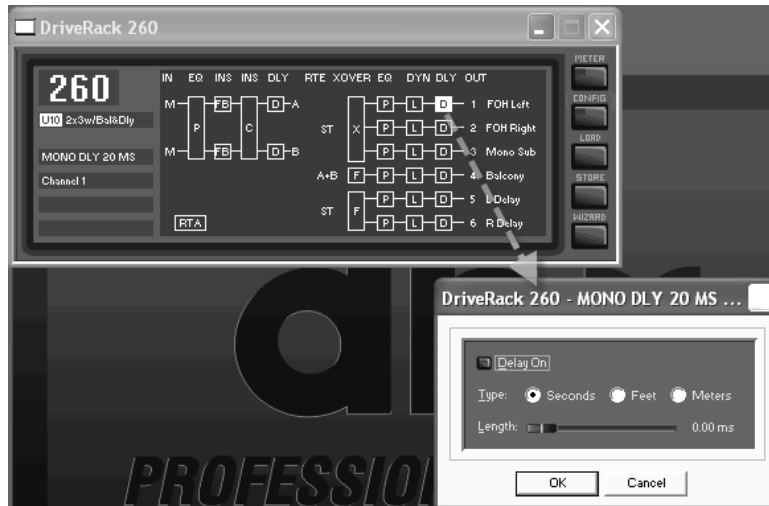 DriveRack 260
260
U10 2x3w/Bal&Dly
MONO DLY 20 MS
Channel 1
IN EQ INS INS DLY RTE XOVER EQ DYN DLY OUT
M FB D A P L D 1 FOH Left
P C ST X P L D 2 FOH Right
M FB D B P L D 3 Mono Sub
A+B F P L D 4 Balcony
ST F P L D 5 L Delay
RTA P L D 6 R Delay
METER
CONFIG
LOAD
STORE
WIZARD
DriveRack 260 - MONO DLY 20 MS ...
Delay On
Type: Seconds Feet Meters
Length: 0.00 ms
OK Cancel
PROFESSIO